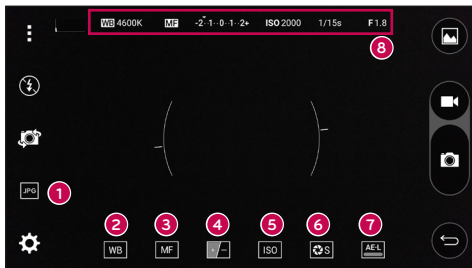 WB 4600K MF -2··1··0··1··2+ ISO 2000 1/15s F1.8
8
JPG 1
2 3 4 5 6 7
WB MF +/- ISO S AE-L